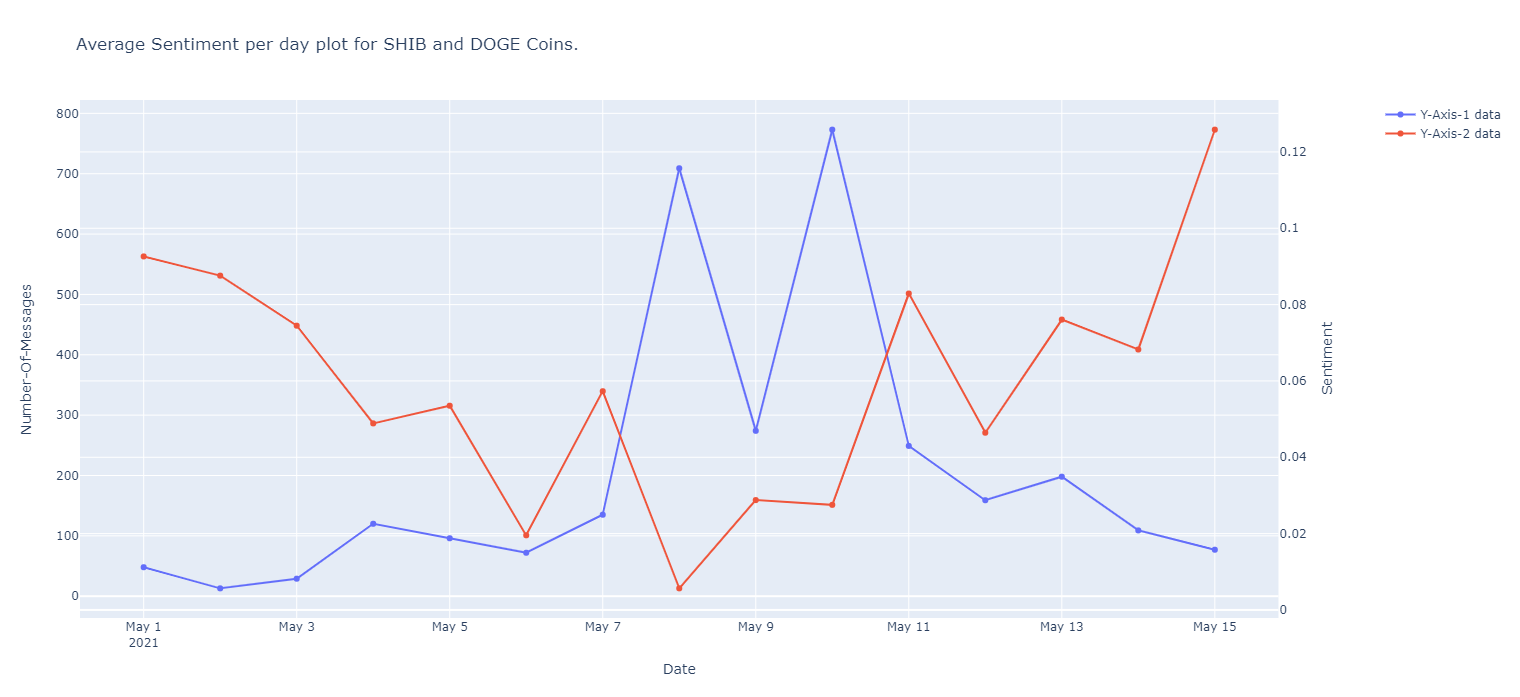 Average Sentiment per day plot for SHIB and DOGE Coins.
Y-Axis-1 data
Y-Axis-2 data
Number-Of-Messages
800
700
600
500
400
300
200
100
0
0.12
0.1
0.08
0.06
0.04
0.02
0
Sentiment
May 1 May 3 May 5 May 7 May 9 May 11 May 13 May 15
2021
Date